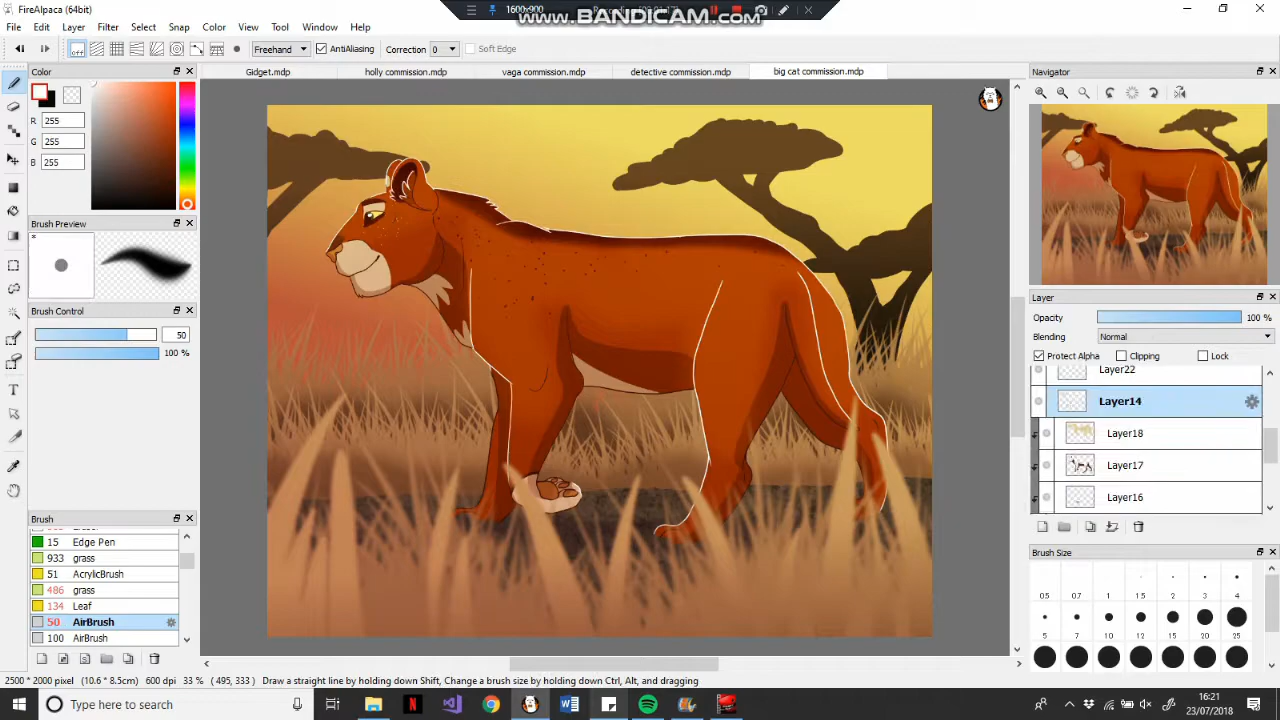 FireAlpaca (64bit)
1600x900
www.BANDICAM.com
File Edit Layer Filter Select Snap Color View Tool Window Help
Freehand AntiAliasing Correction 0 Soft Edge
Color
Gidget.mdp holly commission.mdp vaga commission.mdp detective commission.mdp big cat commission.mdp
Navigator
R 255
G 255
B 255
Brush Preview
Brush Control
50
100 %
Layer
Opacity 100 %
Blending Normal
Protect Alpha Clipping Lock
Layer22
Layer14
Layer18
Layer17
Layer16
Brush
15 Edge Pen
933 grass
51 AcrylicBrush
486 grass
134 Leaf
50 AirBrush
100 AirBrush
Brush Size
0.5 0.7 1 1.5 2 3 4
5 7 10 12 15 20 25
2500 * 2000 pixel (10.6 * 8.5cm) 600 dpi 33 % ( 495, 333 ) Draw a straight line by holding down Shift, Change a brush size by holding down Ctrl, Alt, and dragging
Type here to search
16:21
23/07/2018